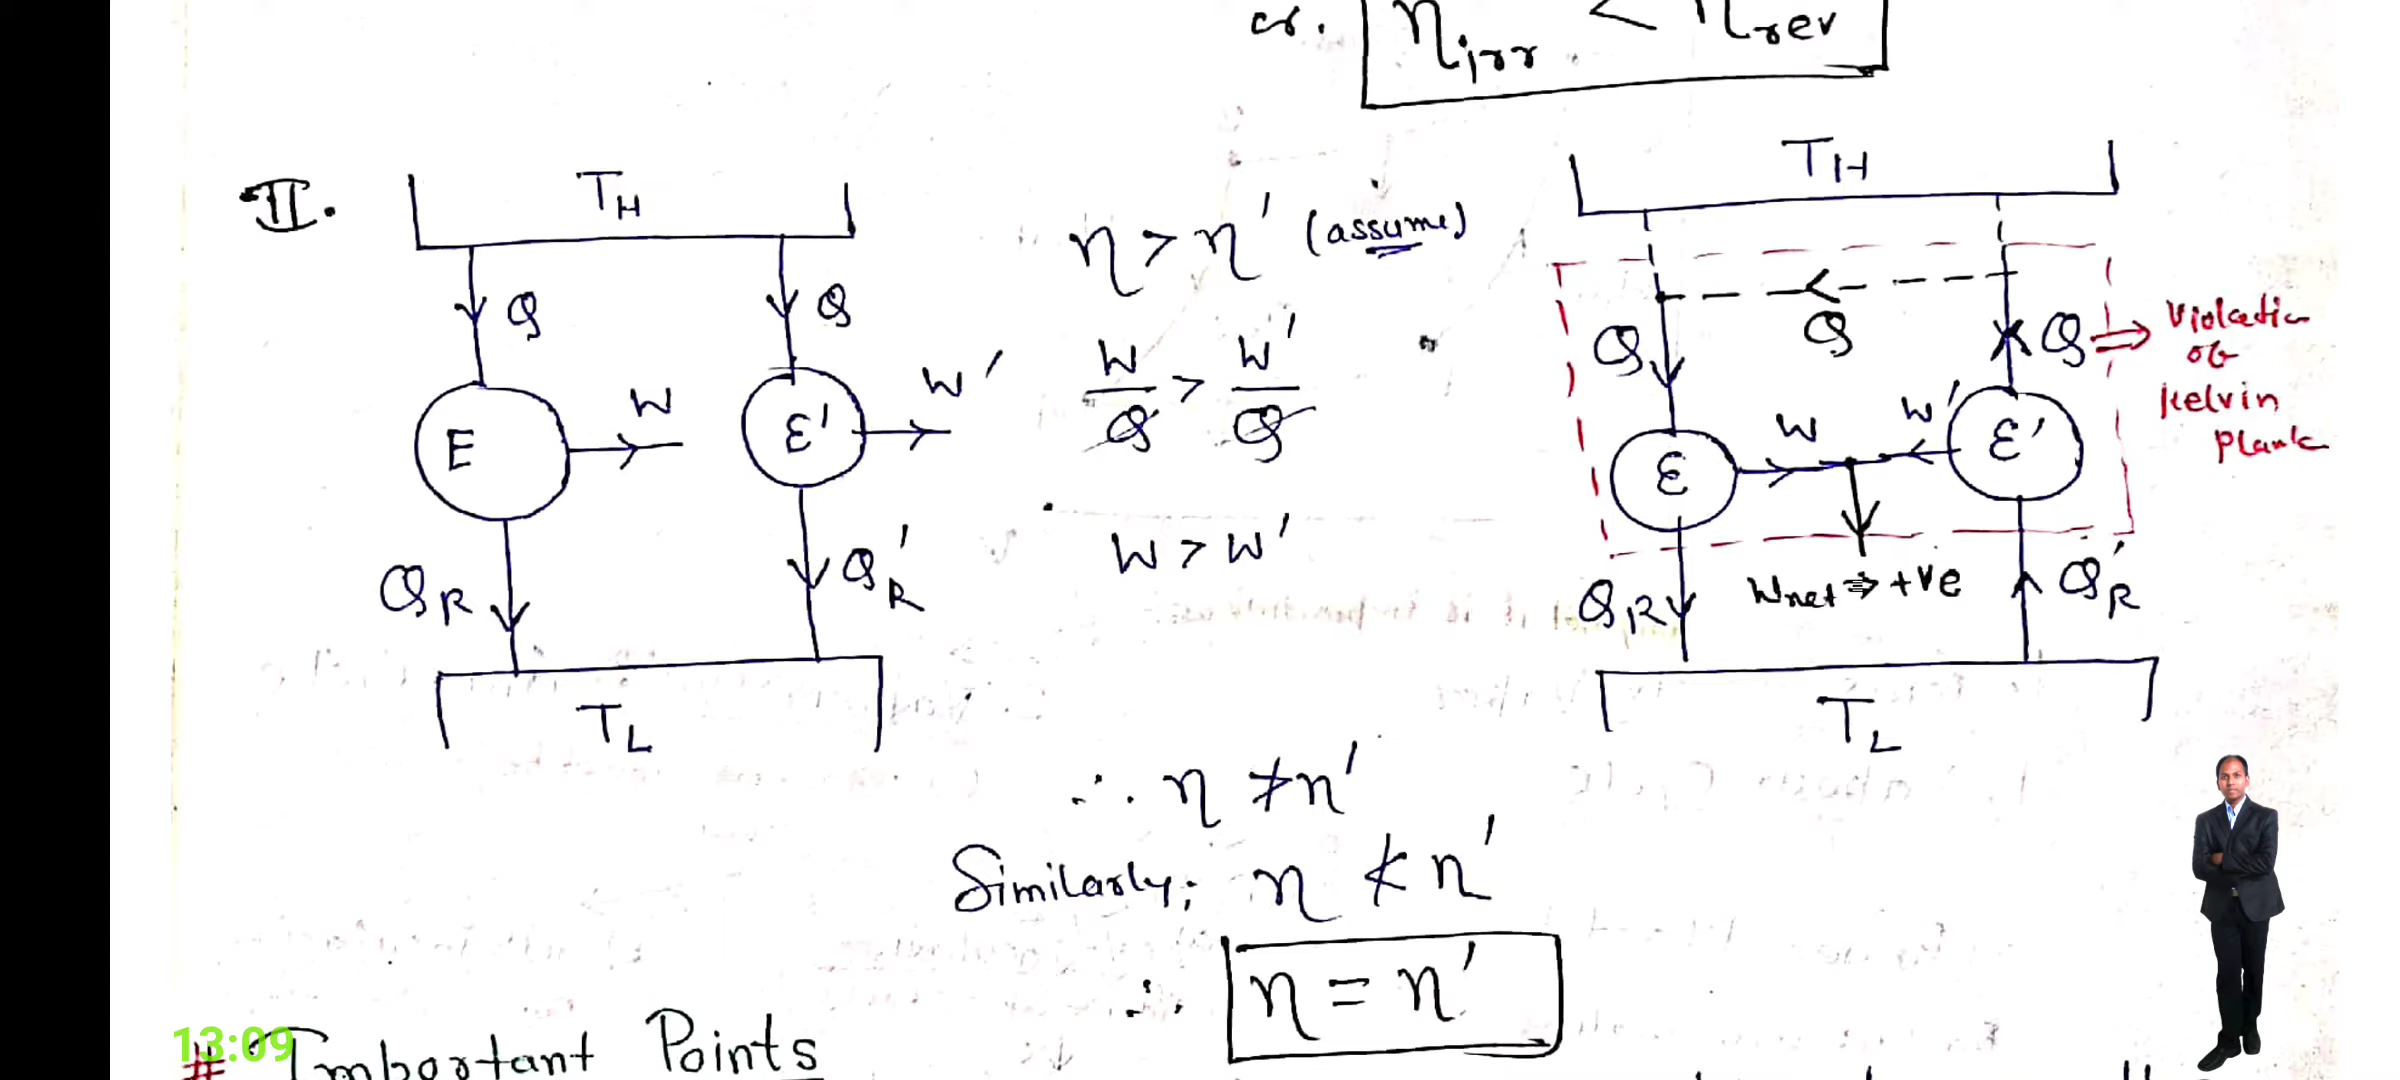 or. ηirr < ηrev
II.
TH
Q
Q
E
W
E'
W'
QR
Q'R
TL
η > η' (assume)
W/Q > W'/Q
W > W'
TH
Q
Q
Q
⇒ Violation
of
Kelvin
Plank
E
W
W'
E'
QR
Wnet ⇒ +ve
Q'R
TL
∴ η ≯ η'
Similarly; η ≮ η'
∴ η = η'
13:09
# Important Points